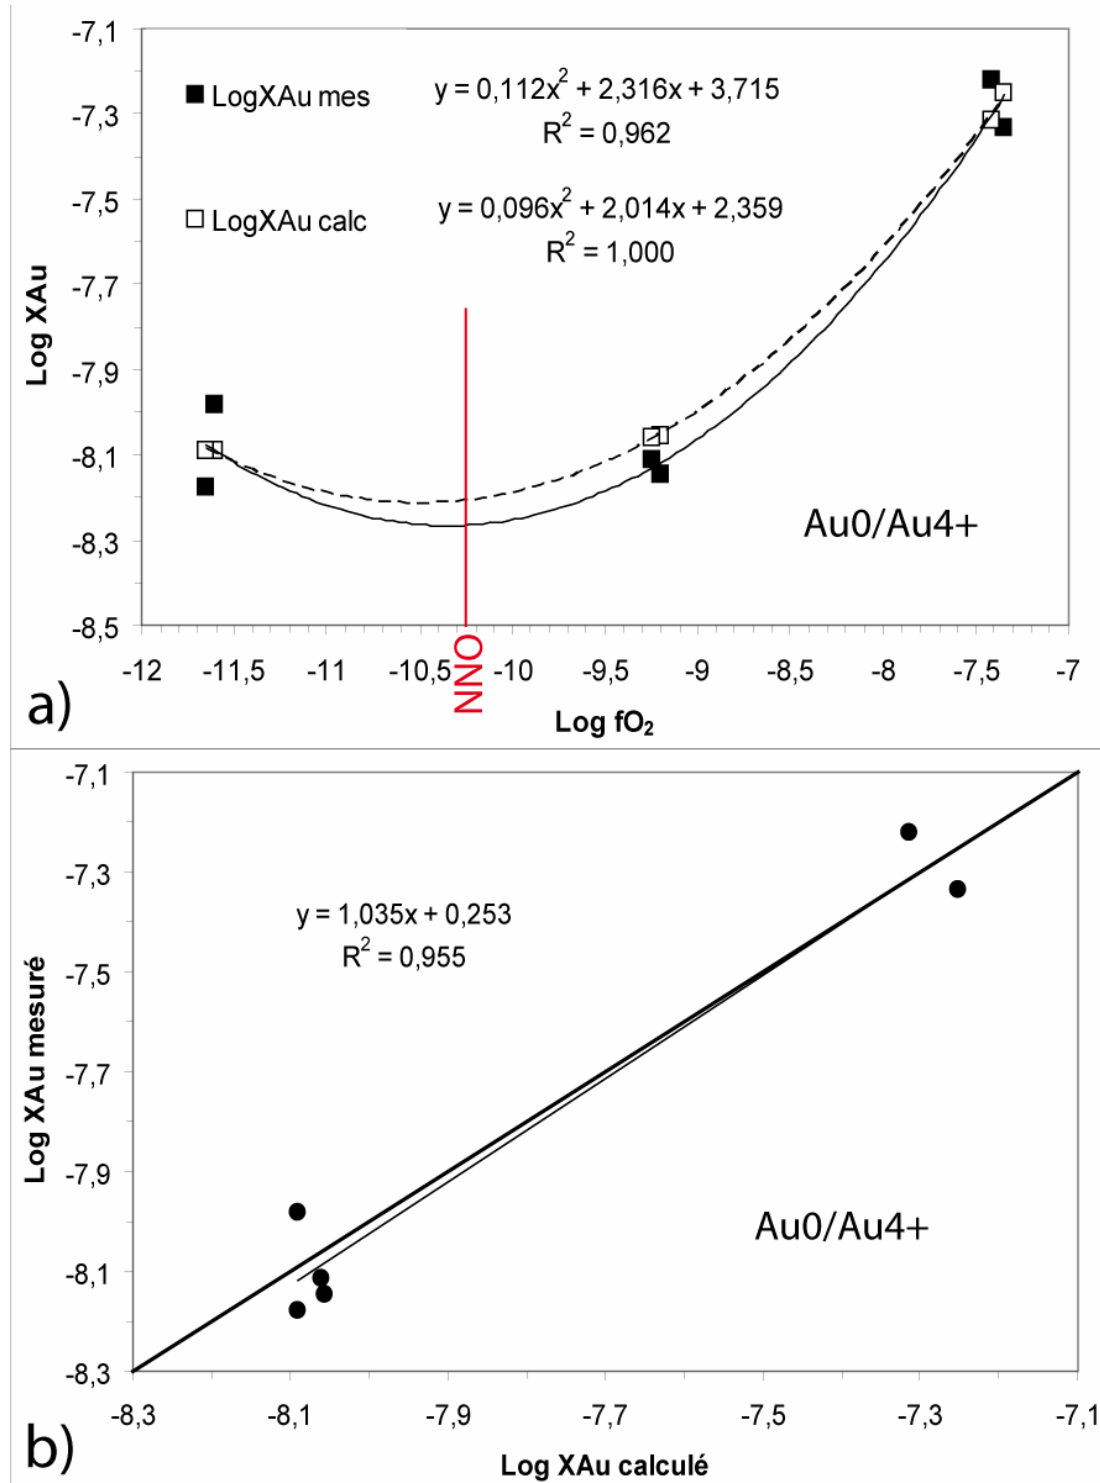 -7,1
-7,3
-7,5
-7,7
-7,9
-8,1
-8,3
-8,5
Log XAu
LogXAu mes
y = 0,112x² + 2,316x + 3,715
R² = 0,962
LogXAu calc
y = 0,096x² + 2,014x + 2,359
R² = 1,000
Au0/Au4+
-12 -11,5 -10,5 -10 -9,5 -9 -8,5 -8 -7,5 -7
NNO
Log fO₂
a)
-7,1
-7,3
-7,5
-7,7
-7,9
-8,1
-8,3
Log XAu mesuré
y = 1,035x + 0,253
R² = 0,955
Au0/Au4+
-8,3 -8,1 -7,9 -7,7 -7,5 -7,3 -7,1
Log XAu calculé
b)